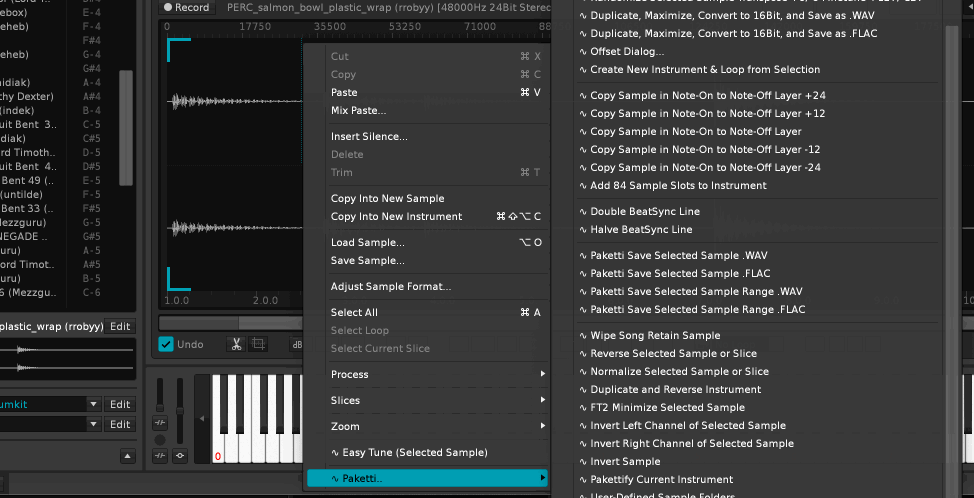 Record
PERC_salmon_bowl_plastic_wrap (rrobyy) [48000Hz 24Bit Stereo
0 17750 35500 53250 71000 88
ebox) F-4
eheb) F-4
F#4
eheb) G-4
G#4
nidiak) A-4
thy Dexter) A#4
(indek) B-4
uit Bent 3.. C-5
diak) C#5
ord Timoth.. D-5
uit Bent 4.. D#5
Bent 49 ( E-5
(untilde) F-5
Bent 33 ( F#5
Mezzguru) G-5
NEGADE .. G#5
uru) A-5
ord Timot.. A#5
uru) B-5
6 (Mezzgu.. C-6
plastic_wrap (rrobyy) Edit
umkit Edit
Edit
1.0.0 2.0.0
Undo
dB
0
Cut ⌘ X
Copy ⌘ C
Paste ⌘ V
Mix Paste...
Insert Silence...
Delete
Trim ⌘ T
Copy Into New Sample
Copy Into New Instrument ⌘⇧⌥ C
Load Sample... ⌥ O
Save Sample...
Adjust Sample Format...
Select All ⌘ A
Select Loop
Select Current Slice
Process
Slices
Zoom
∿ Easy Tune (Selected Sample)
∿ Paketti..
∿ Duplicate, Maximize, Convert to 16Bit, and Save as .WAV
∿ Duplicate, Maximize, Convert to 16Bit, and Save as .FLAC
∿ Offset Dialog...
∿ Create New Instrument & Loop from Selection
∿ Copy Sample in Note-On to Note-Off Layer +24
∿ Copy Sample in Note-On to Note-Off Layer +12
∿ Copy Sample in Note-On to Note-Off Layer
∿ Copy Sample in Note-On to Note-Off Layer -12
∿ Copy Sample in Note-On to Note-Off Layer -24
∿ Add 84 Sample Slots to Instrument
∿ Double BeatSync Line
∿ Halve BeatSync Line
∿ Paketti Save Selected Sample .WAV
∿ Paketti Save Selected Sample .FLAC
∿ Paketti Save Selected Sample Range .WAV
∿ Paketti Save Selected Sample Range .FLAC
∿ Wipe Song Retain Sample
∿ Reverse Selected Sample or Slice
∿ Normalize Selected Sample or Slice
∿ Duplicate and Reverse Instrument
∿ FT2 Minimize Selected Sample
∿ Invert Left Channel of Selected Sample
∿ Invert Right Channel of Selected Sample
∿ Invert Sample
∿ Pakettify Current Instrument
∿ User-Defined Sample Folders..